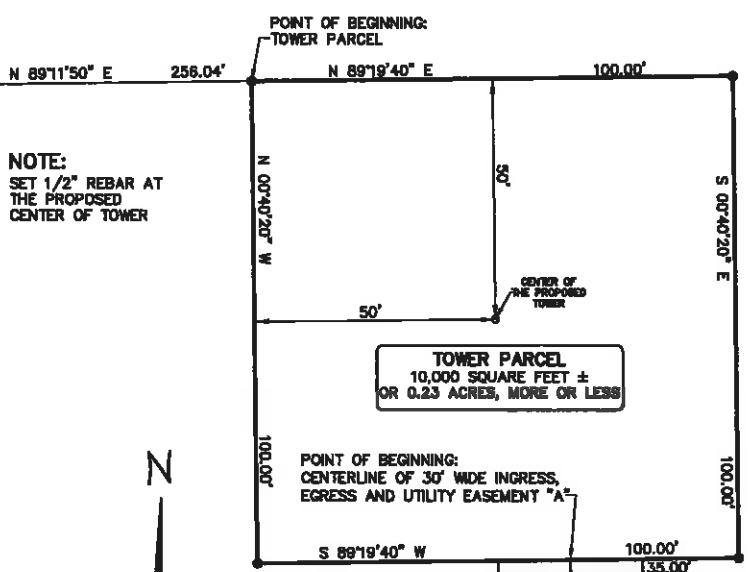 POINT OF BEGINNING:
TOWER PARCEL
N 89°11'50" E 256.04'
N 89°19'40" E 100.00'
NOTE:
SET 1/2" REBAR AT
THE PROPOSED
CENTER OF TOWER
N 00°40'20" W
50'
S 00°40'20" E
CENTER OF
THE PROPOSED
TOWER
50'
TOWER PARCEL
10,000 SQUARE FEET ±
OR 0.23 ACRES, MORE OR LESS
100.00'
100.00'
N
POINT OF BEGINNING:
CENTERLINE OF 30' WIDE INGRESS,
EGRESS AND UTILITY EASEMENT "A"
S 89°19'40" W 100.00'
35.00'